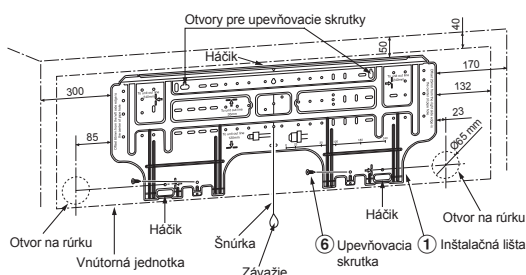 Otvory pre upevňovacie skrutky
Háčik
40
50
300
170
132
85
23
Ø65 mm
Otvor na rúrku
Háčik
Šnúrka
6 Upevňovacia
skrutka
Háčik
1 Inštalačná lišta
Otvor na rúrku
Vnútorná jednotka
Závažie